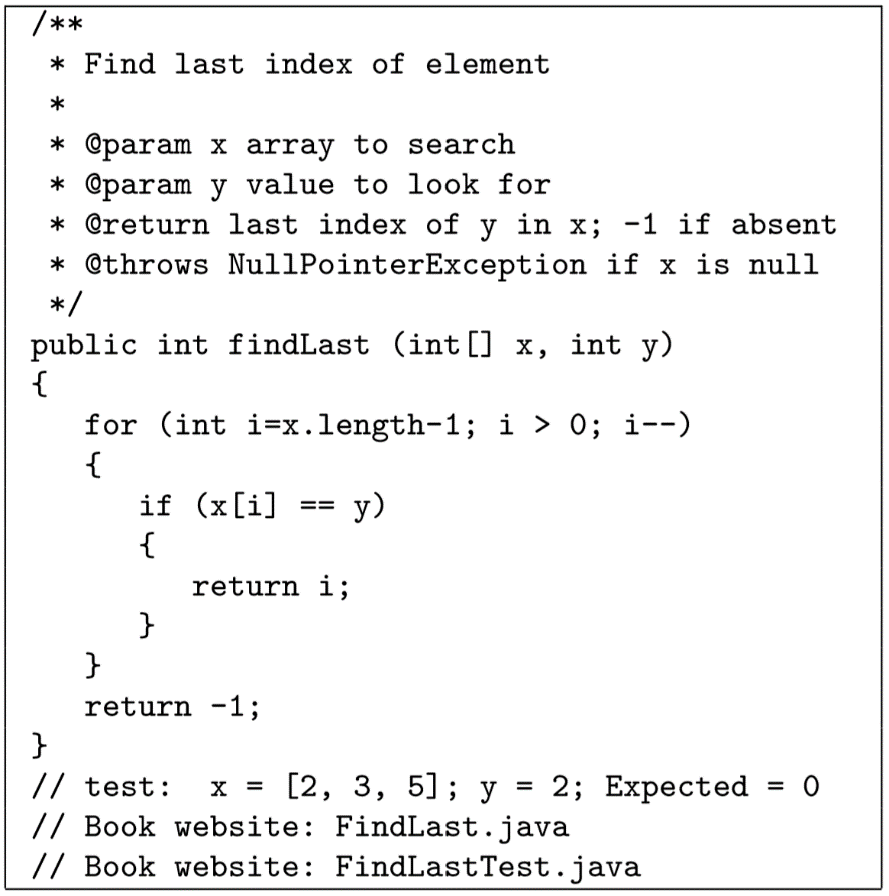 /**
 * Find last index of element
 *
 * @param x array to search
 * @param y value to look for
 * @return last index of y in x; -1 if absent
 * @throws NullPointerException if x is null
 */
public int findLast (int[] x, int y)
{
   for (int i=x.length-1; i > 0; i--)
   {
      if (x[i] == y)
      {
         return i;
      }
   }
   return -1;
}
// test:  x = [2, 3, 5]; y = 2; Expected = 0
// Book website: FindLast.java
// Book website: FindLastTest.java